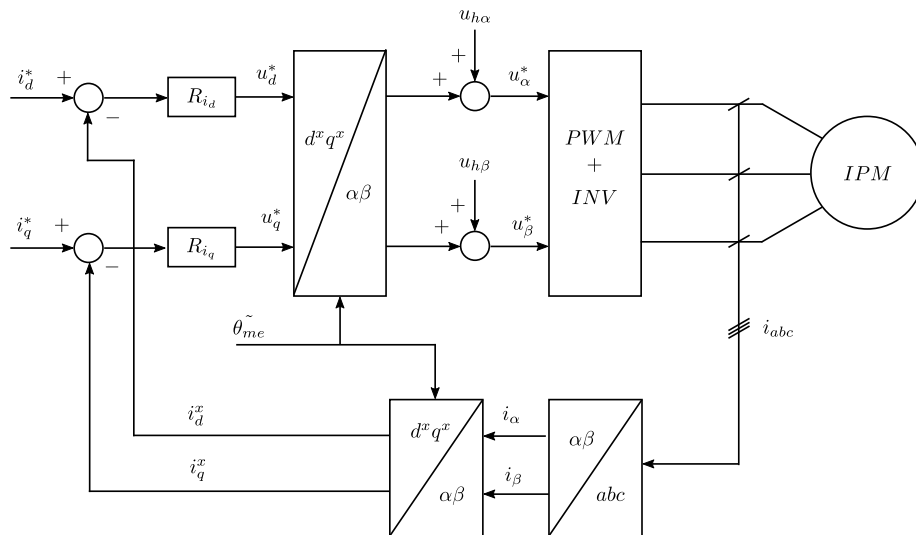 u_{hα}
+
+
i_d^* + −
R_{i_d}
u_d^*
u_α^*
d^x q^x
αβ
PWM
+
INV
IPM
u_{hβ}
+
+
i_q^* + −
R_{i_q}
u_q^*
u_β^*
θ_{me}^~
i_{abc}
i_d^x
d^x q^x
αβ
i_α
αβ
abc
i_q^x
i_β